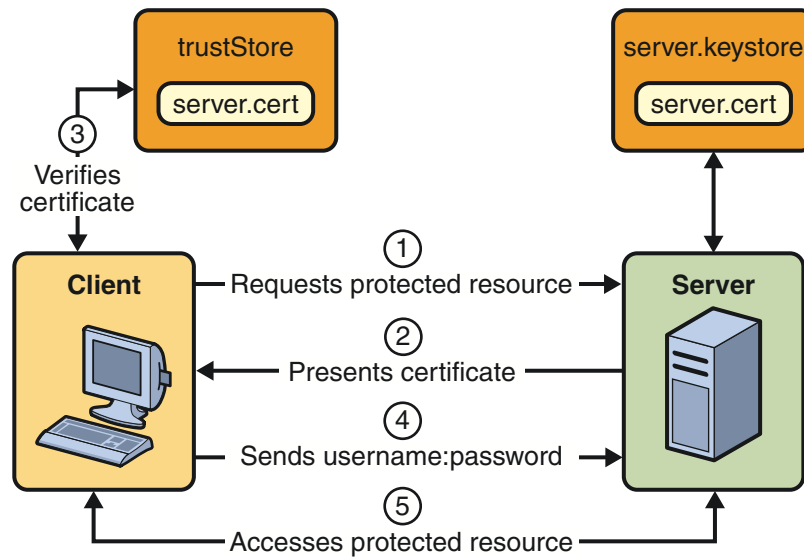 trustStore
server.cert
server.keystore
server.cert
3
Verifies
certificate
Client
1
Requests protected resource
Server
2
Presents certificate
4
Sends username:password
5
Accesses protected resource